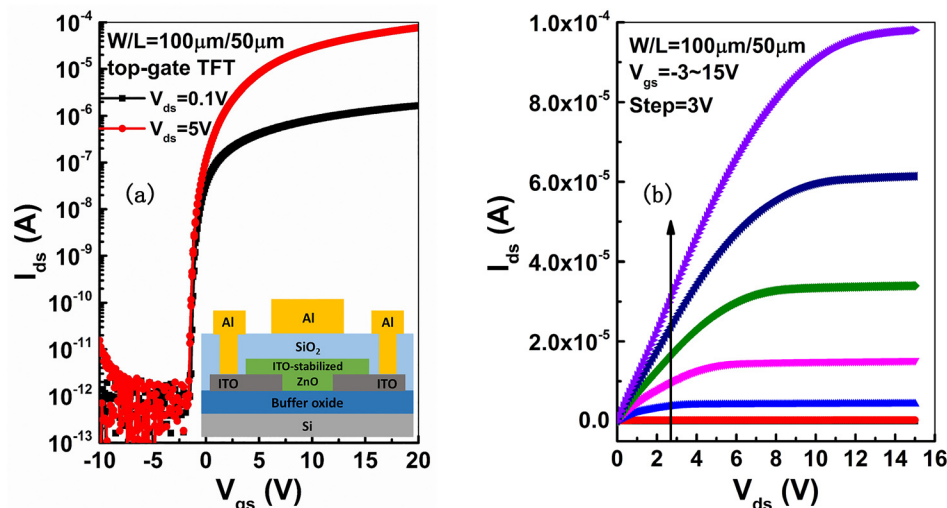 W/L=100μm/50μm
top-gate TFT
V_ds=0.1V
V_ds=5V
(a)
10^-4
10^-5
10^-6
10^-7
10^-8
10^-9
10^-10
10^-11
10^-12
10^-13
I_ds (A)
-10
-5
0
5
10
15
20
V_gs (V)
Al
Al
Al
SiO₂
ITO-stabilized
ITO
ZnO
ITO
Buffer oxide
Si
W/L=100μm/50μm
V_gs=-3~15V
Step=3V
(b)
1.0x10^-4
8.0x10^-5
6.0x10^-5
4.0x10^-5
2.0x10^-5
0.0
I_ds (A)
0
2
4
6
8
10
12
14
16
V_ds (V)